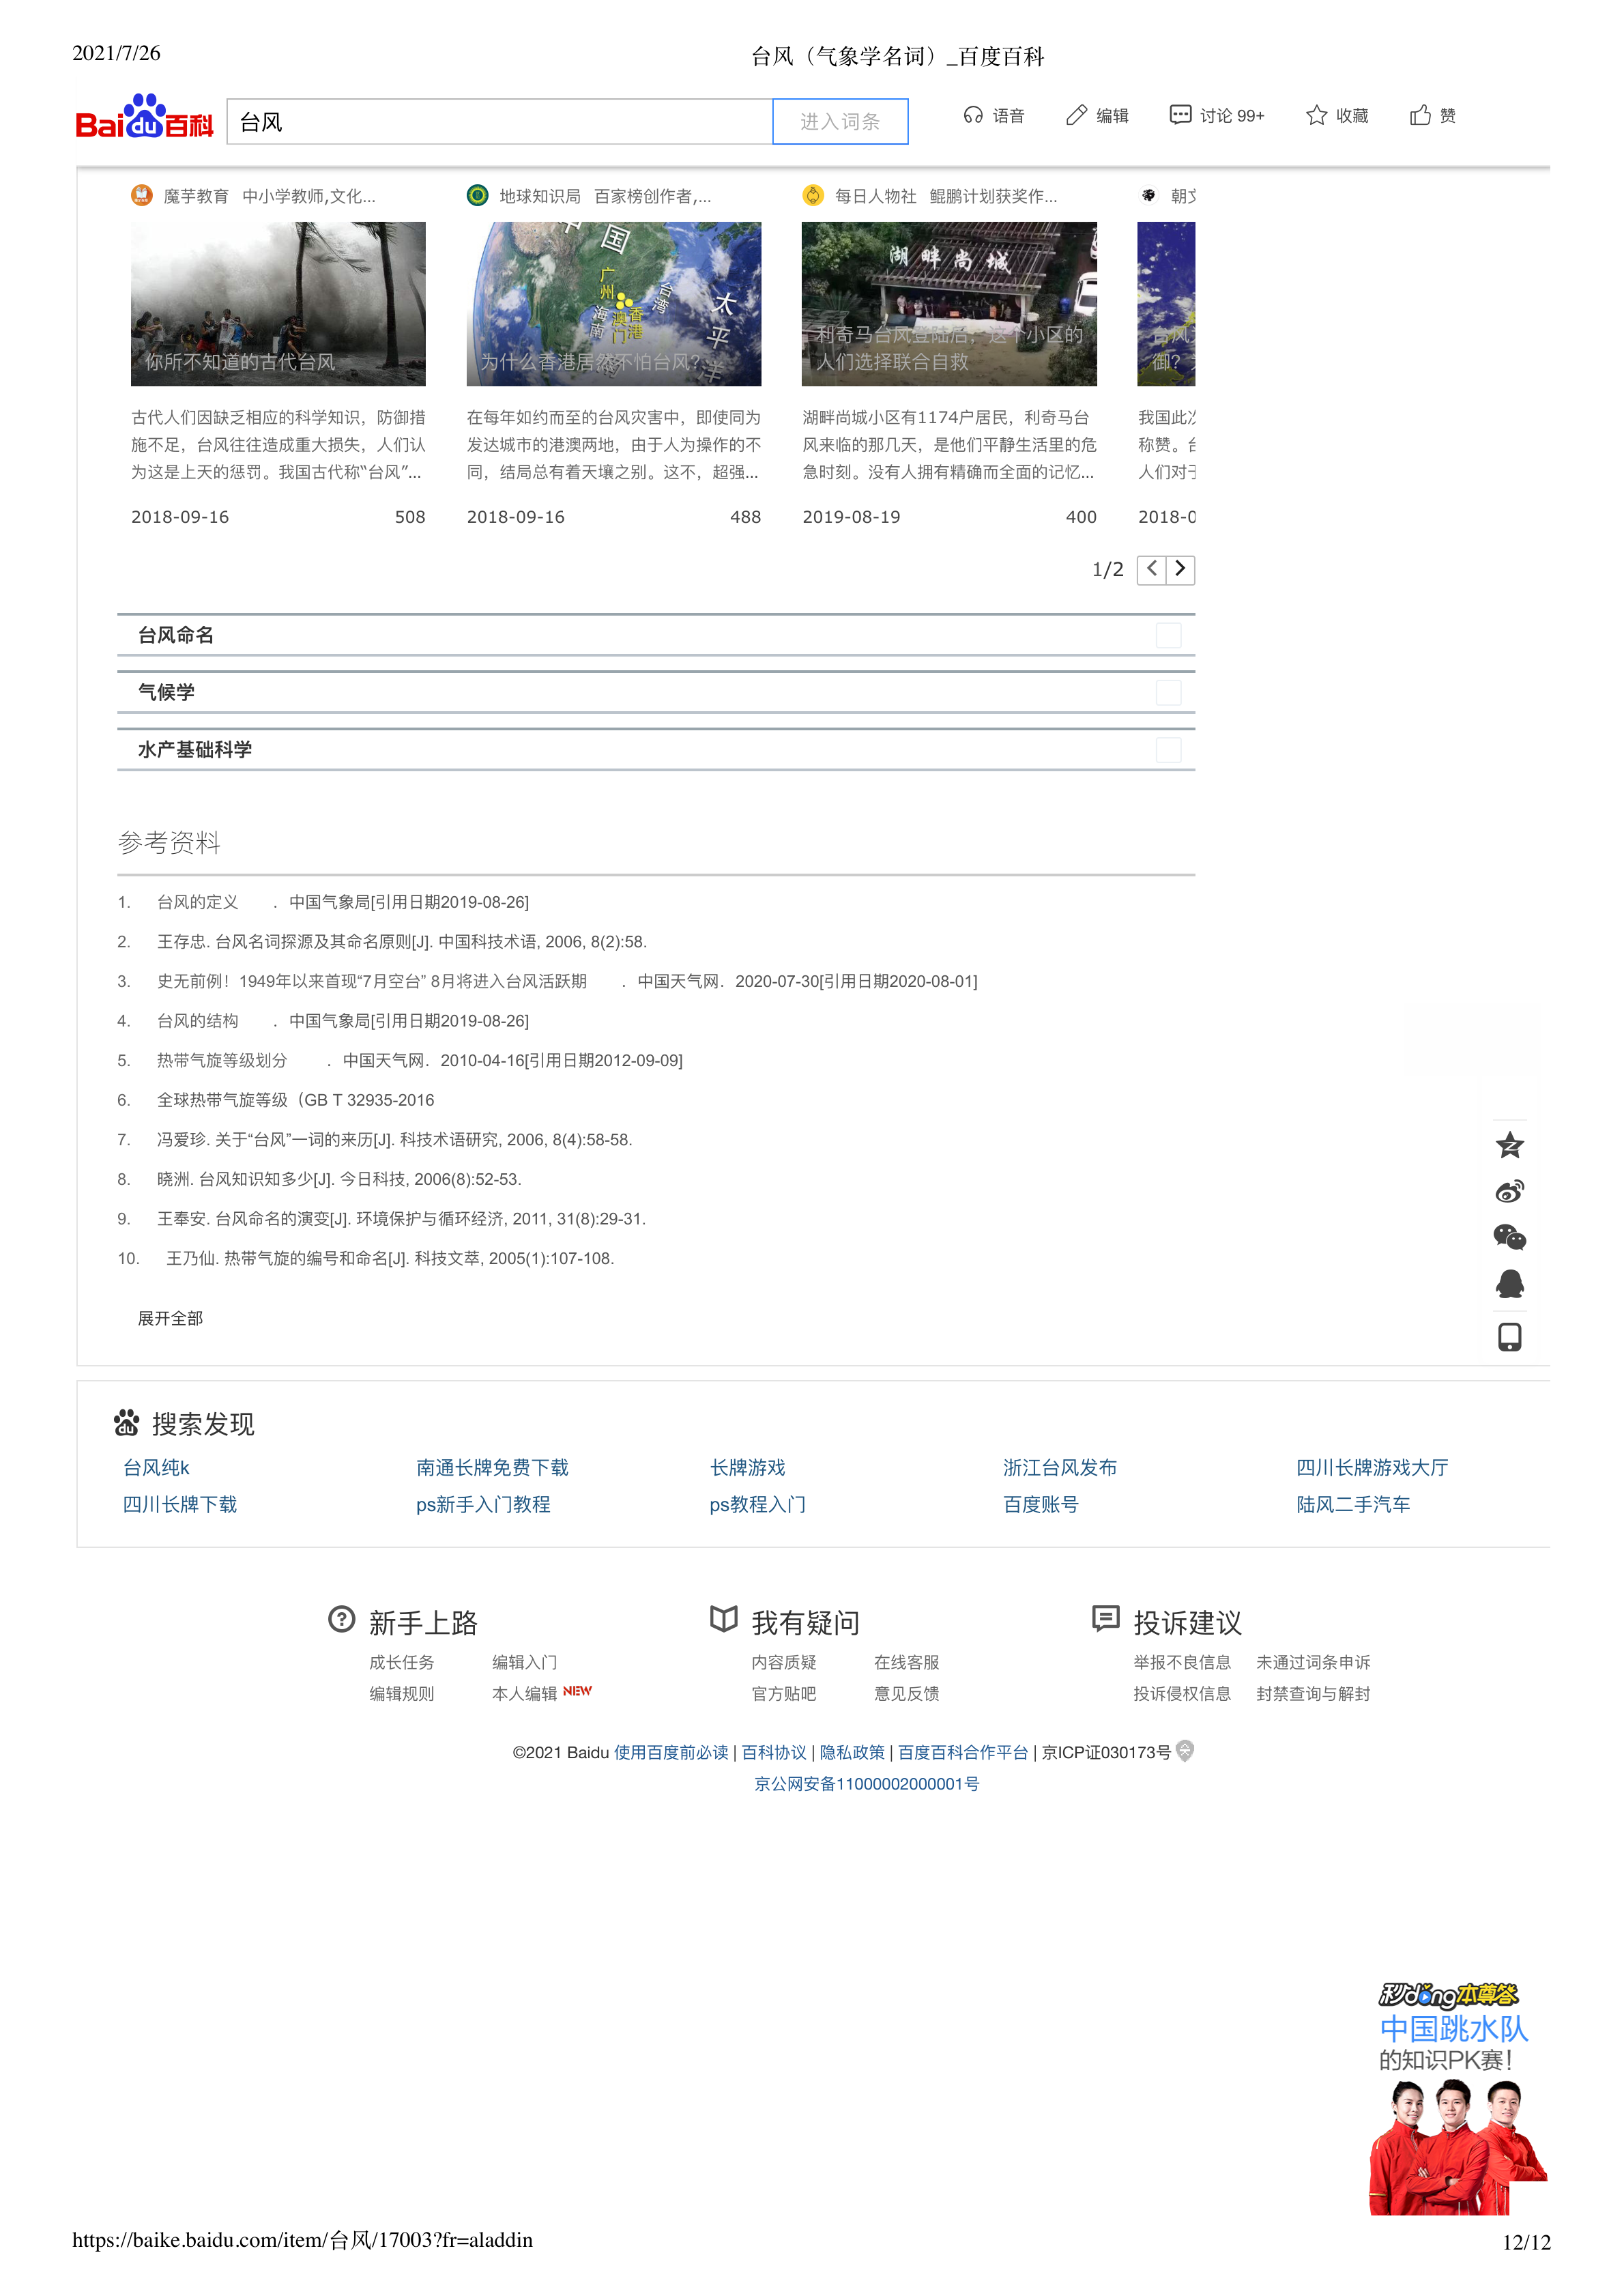 2021/7/26
台风（气象学名词）_百度百科
Baidu百科
台风
进入词条
语音
编辑
讨论 99+
收藏
赞
魔芋教育 中小学教师,文化...
地球知识局 百家榜创作者,...
每日人物社 鲲鹏计划获奖作...
朝文
你所不知道的古代台风
中国
广州
香港
澳门
海南
台湾
太平洋
为什么香港居然不怕台风?
湖畔尚城
利奇马台风登陆后，这个小区的
人们选择联合自救
台风
御?
古代人们因缺乏相应的科学知识，防御措
施不足，台风往往造成重大损失，人们认
为这是上天的惩罚。我国古代称“台风”...
在每年如约而至的台风灾害中，即使同为
发达城市的港澳两地，由于人为操作的不
同，结局总有着天壤之别。这不，超强...
湖畔尚城小区有1174户居民，利奇马台
风来临的那几天，是他们平静生活里的危
急时刻。没有人拥有精确而全面的记忆...
我国此次
称赞。台
人们对于
2018-09-16 508
2018-09-16 488
2019-08-19 400
2018-0
1/2
台风命名
气候学
水产基础科学
参考资料
1. 台风的定义 ．中国气象局[引用日期2019-08-26]
2. 王存忠. 台风名词探源及其命名原则[J]. 中国科技术语, 2006, 8(2):58.
3. 史无前例！1949年以来首现“7月空台” 8月将进入台风活跃期 ．中国天气网．2020-07-30[引用日期2020-08-01]
4. 台风的结构 ．中国气象局[引用日期2019-08-26]
5. 热带气旋等级划分 ．中国天气网．2010-04-16[引用日期2012-09-09]
6. 全球热带气旋等级（GB T 32935-2016
7. 冯爱珍. 关于“台风”一词的来历[J]. 科技术语研究, 2006, 8(4):58-58.
8. 晓洲. 台风知识知多少[J]. 今日科技, 2006(8):52-53.
9. 王奉安. 台风命名的演变[J]. 环境保护与循环经济, 2011, 31(8):29-31.
10. 王乃仙. 热带气旋的编号和命名[J]. 科技文萃, 2005(1):107-108.
展开全部
搜索发现
台风纯k 南通长牌免费下载 长牌游戏 浙江台风发布 四川长牌游戏大厅
四川长牌下载 ps新手入门教程 ps教程入门 百度账号 陆风二手汽车
新手上路
我有疑问
投诉建议
成长任务 编辑入门 内容质疑 在线客服 举报不良信息 未通过词条申诉
编辑规则 本人编辑 NEW 官方贴吧 意见反馈 投诉侵权信息 封禁查询与解封
©2021 Baidu 使用百度前必读 | 百科协议 | 隐私政策 | 百度百科合作平台 | 京ICP证030173号
京公网安备11000002000001号
秒dong本尊答
中国跳水队
的知识PK赛！
https://baike.baidu.com/item/台风/17003?fr=aladdin
12/12